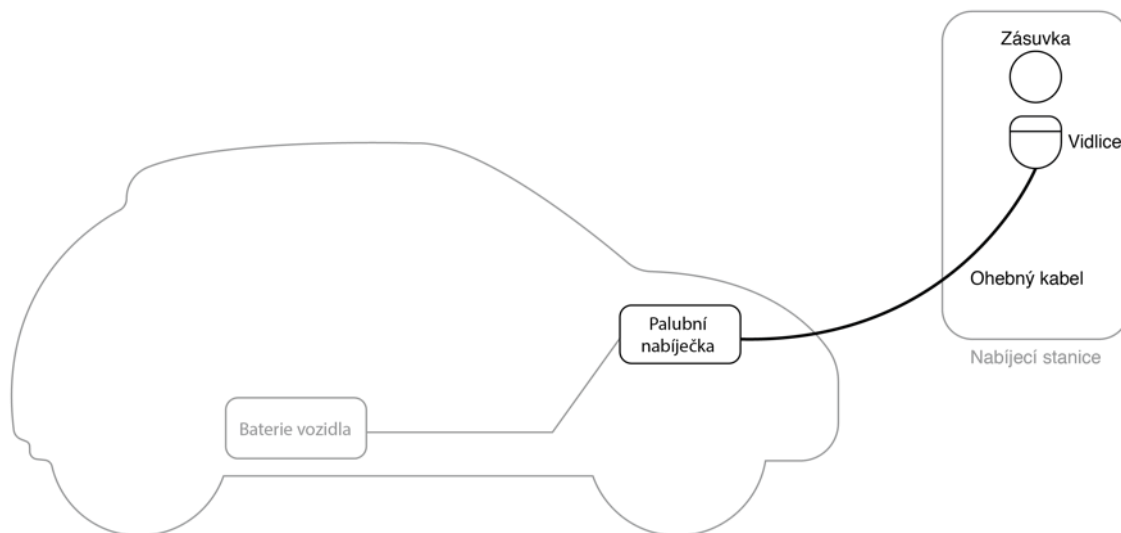 Zásuvka
Vidlice
Ohebný kabel
Nabíjecí stanice
Palubní
nabíječka
Baterie vozidla